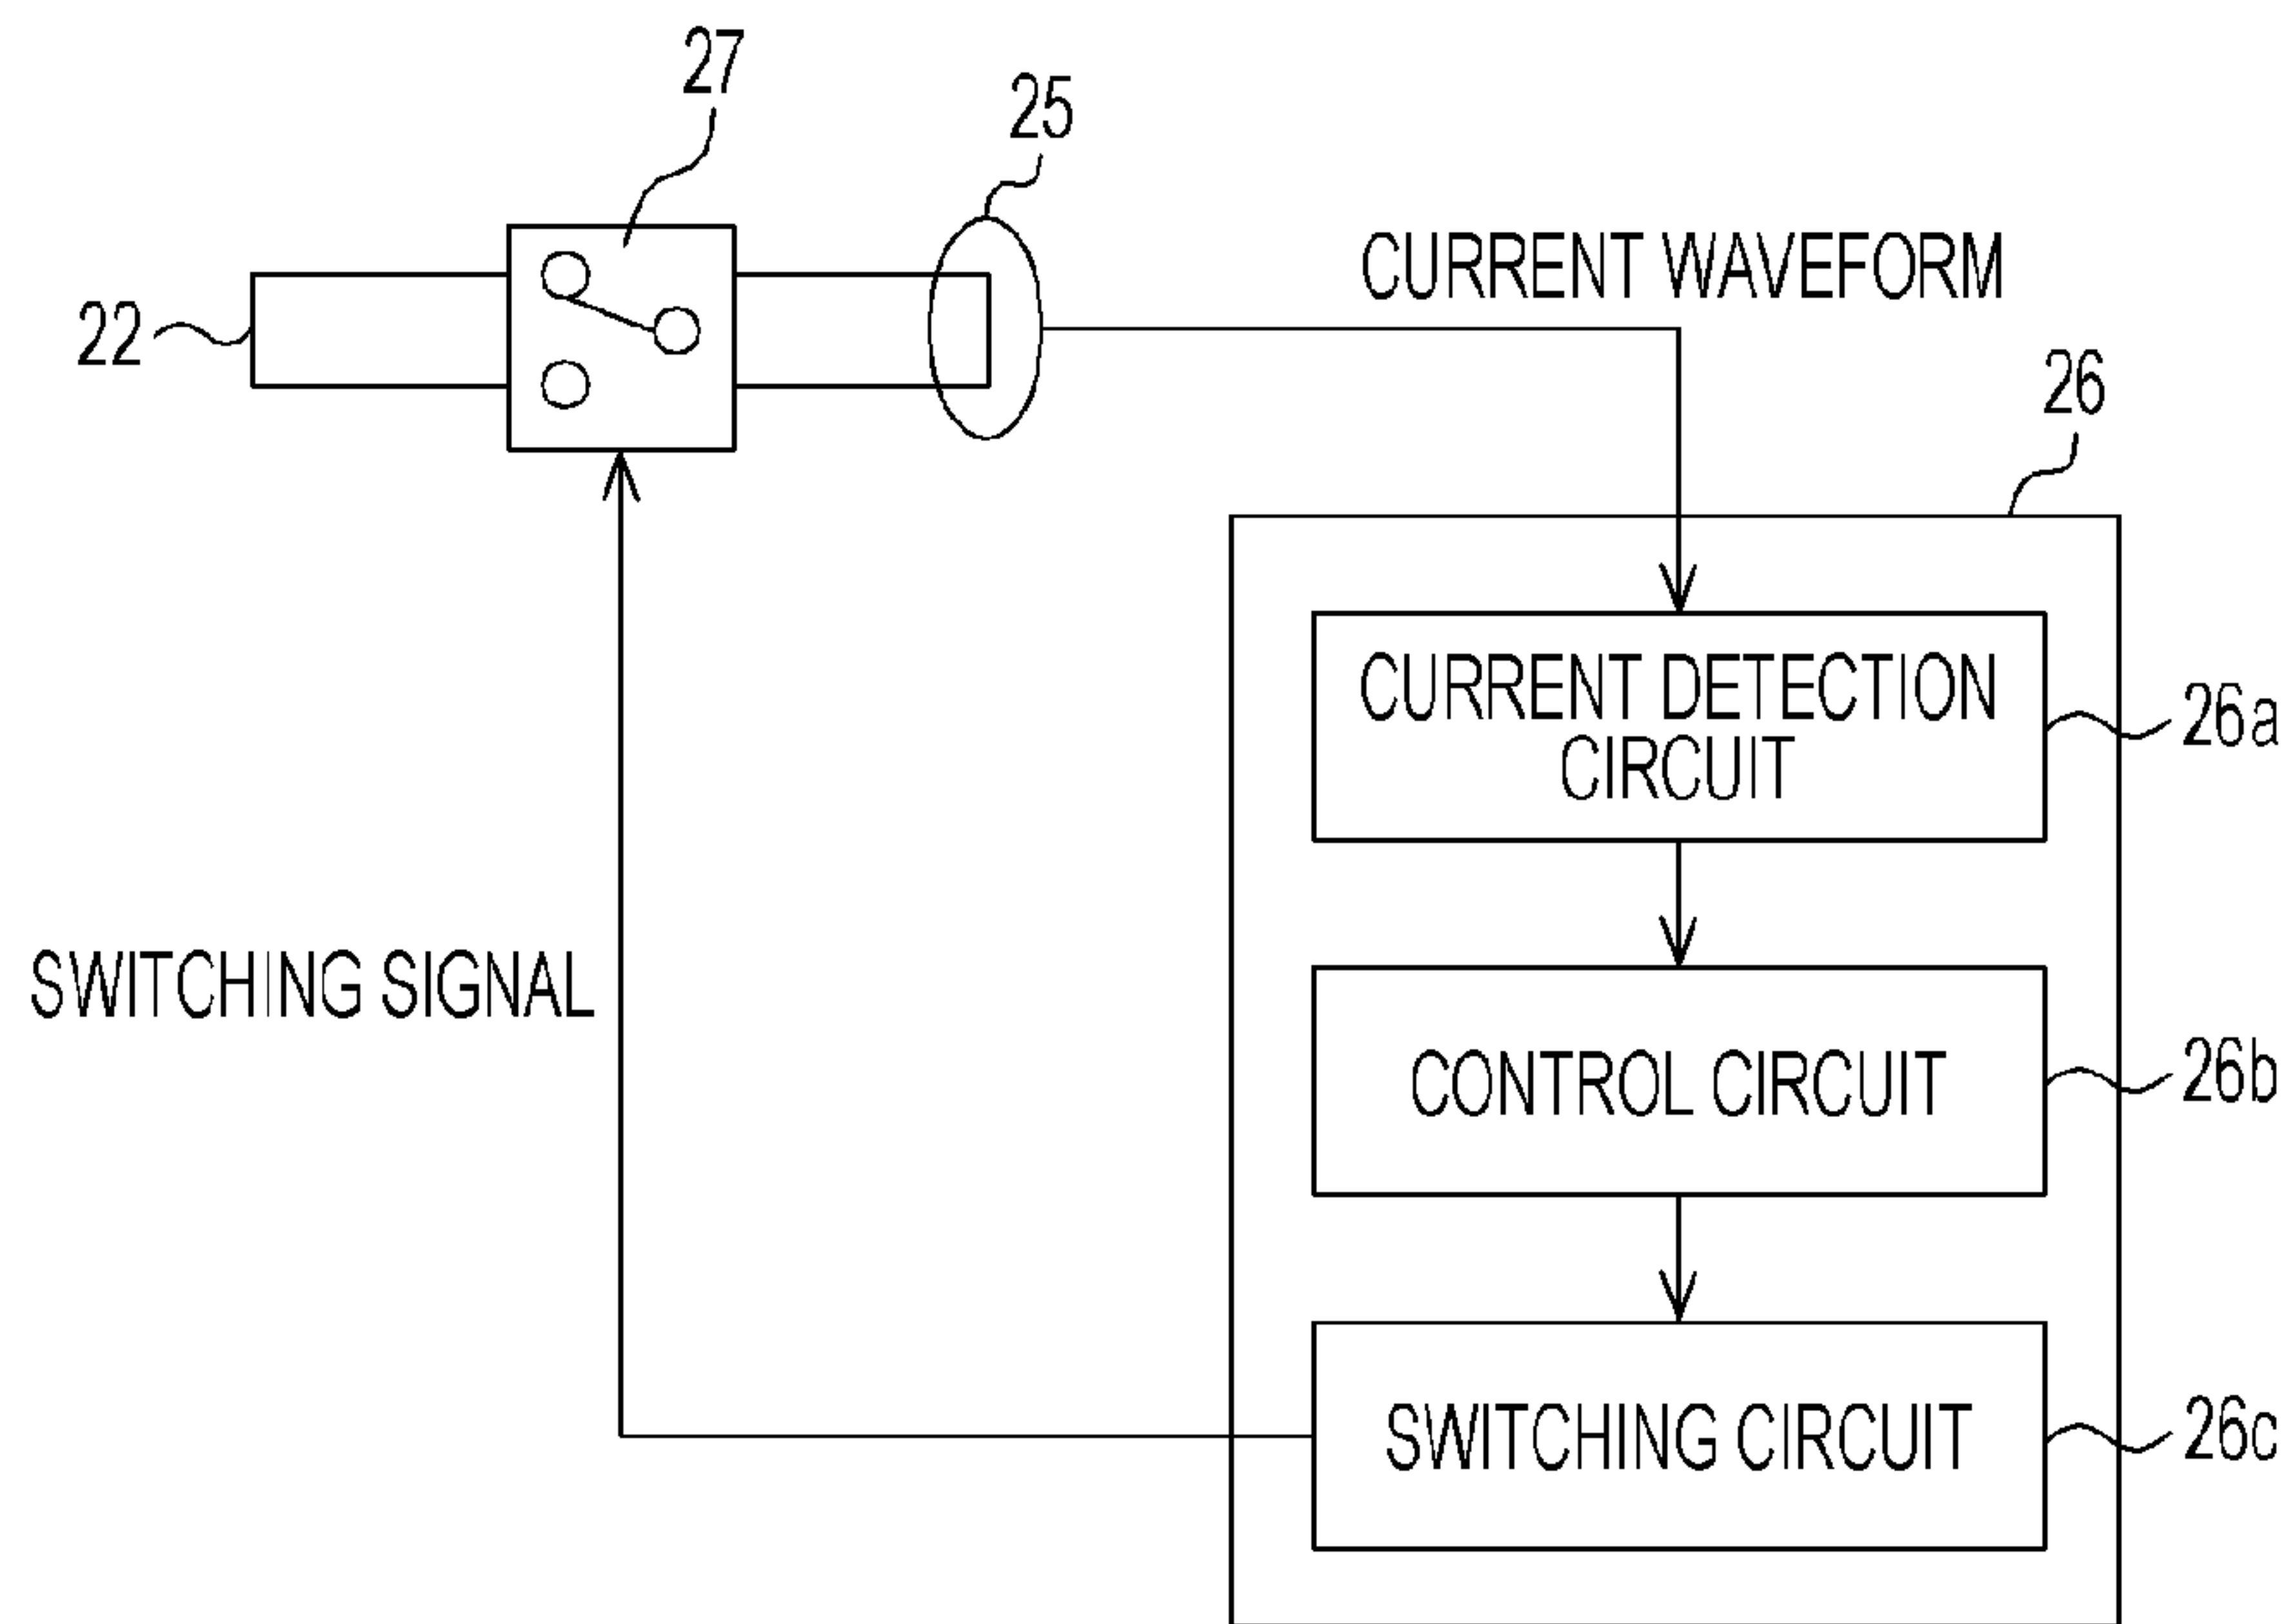 27
25
CURRENT WAVEFORM
22
26
CURRENT DETECTION
CIRCUIT
26a
SWITCHING SIGNAL
CONTROL CIRCUIT
26b
SWITCHING CIRCUIT
26c